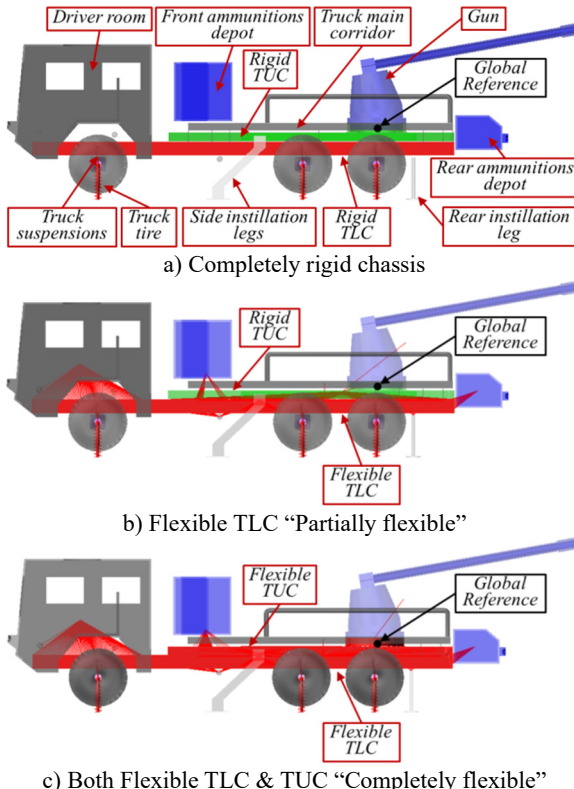 Driver room
Front ammunitions
depot
Truck main
corridor
Gun
Rigid
TUC
Global
Reference
Rear ammunitions
depot
Truck
suspensions
Truck
tire
Side instillation
legs
Rigid
TLC
Rear instillation
leg
a) Completely rigid chassis
Rigid
TUC
Global
Reference
Flexible
TLC
b) Flexible TLC “Partially flexible”
Flexible
TUC
Global
Reference
Flexible
TLC
c) Both Flexible TLC & TUC “Completely flexible”